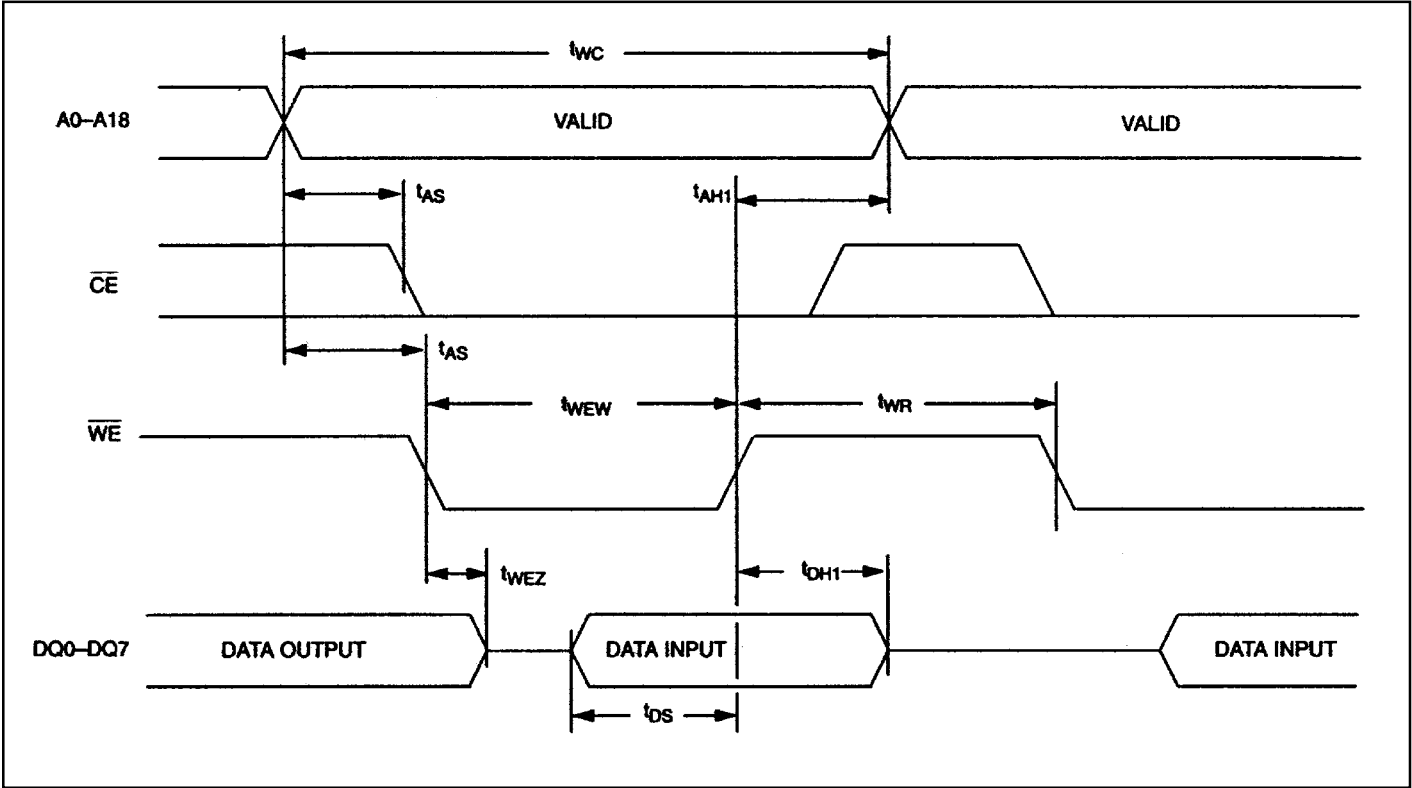 tWC
A0–A18
VALID
VALID
tAS
tAH1
CE
tAS
tWEW
tWR
WE
tWEZ
tDH1
DQ0–DQ7
DATA OUTPUT
DATA INPUT
DATA INPUT
tDS